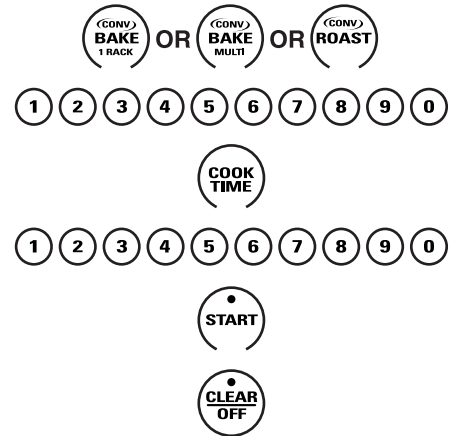 (CONV) BAKE 1 RACK OR (CONV) BAKE MULTI OR (CONV) ROAST
1 2 3 4 5 6 7 8 9 0
COOK TIME
1 2 3 4 5 6 7 8 9 0
START
CLEAR
OFF